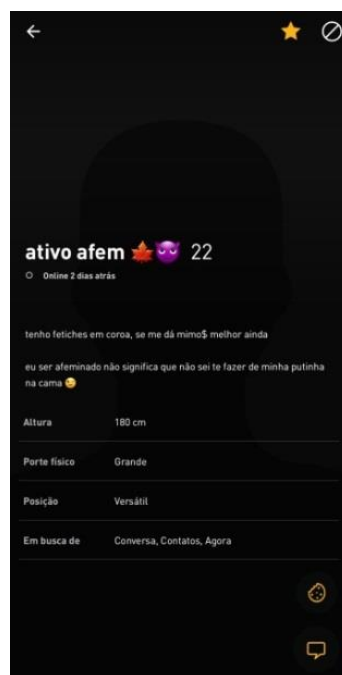 ativo afem 🍁😈 22
Online 2 dias atrás
tenho fetiches em coroa, se me dá mimo$ melhor ainda
eu ser afeminado não significa que não sei te fazer de minha putinha
na cama 😏
Altura 180 cm
Porte físico Grande
Posição Versátil
Em busca de Conversa, Contatos, Agora